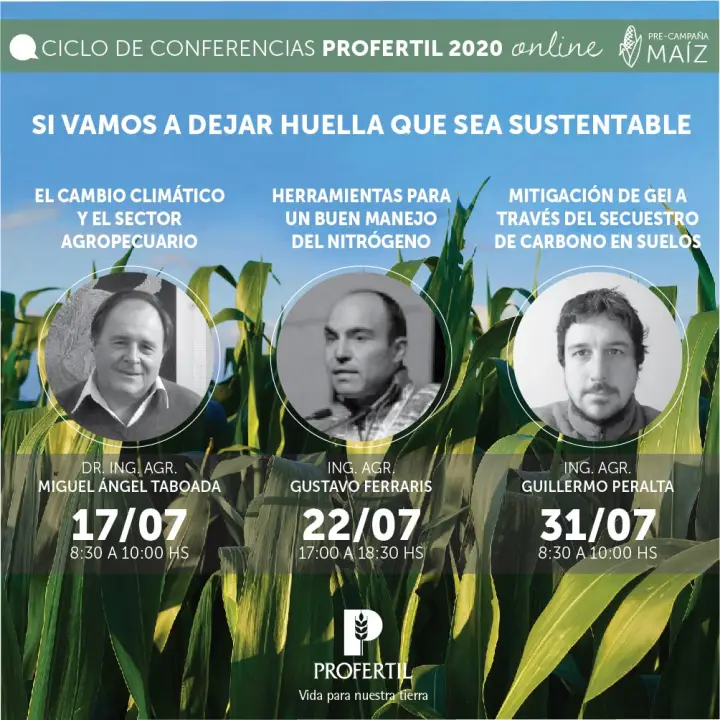 CICLO DE CONFERENCIAS PROFERTIL 2020 online
PRE-CAMPAÑA
MAÍZ
SI VAMOS A DEJAR HUELLA QUE SEA SUSTENTABLE
EL CAMBIO CLIMÁTICO
Y EL SECTOR
AGROPECUARIO
HERRAMIENTAS PARA
UN BUEN MANEJO
DEL NITRÓGENO
MITIGACIÓN DE GEI A
TRAVÉS DEL SECUESTRO
DE CARBONO EN SUELOS
DR. ING. AGR.
MIGUEL ÁNGEL TABOADA
17/07
8:30 A 10:00 HS
ING. AGR.
GUSTAVO FERRARIS
22/07
17:00 A 18:30 HS
ING. AGR.
GUILLERMO PERALTA
31/07
8:30 A 10:00 HS
PROFERTIL
Vida para nuestra tierra